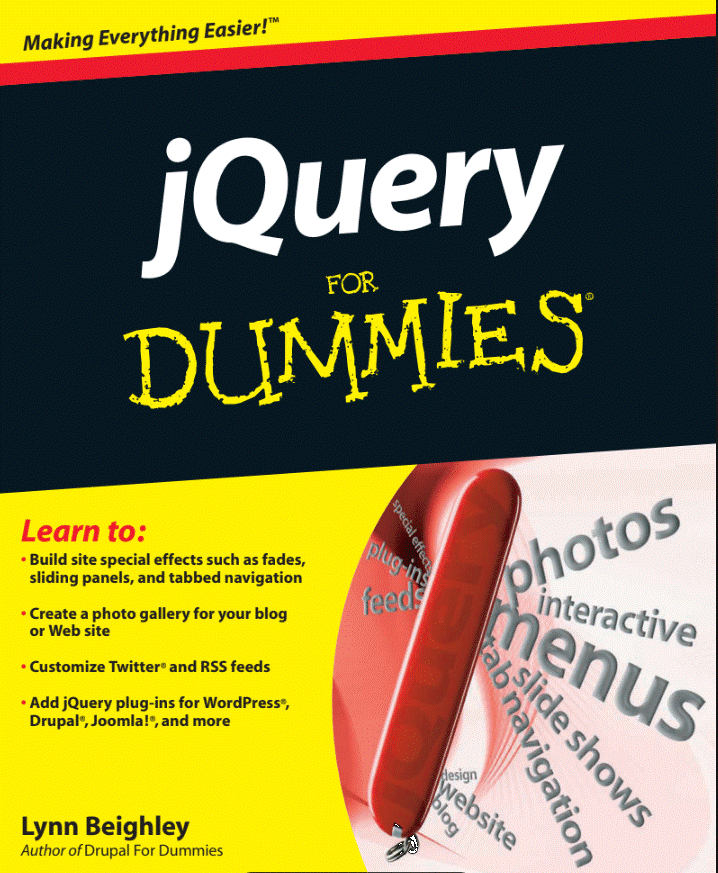 Making Everything Easier!™
jQuery
FOR
DUMMIES®
Learn to:
• Build site special effects such as fades,
sliding panels, and tabbed navigation
• Create a photo gallery for your blog
or Web site
• Customize Twitter® and RSS feeds
• Add jQuery plug-ins for WordPress®,
Drupal®, Joomla!®, and more
Lynn Beighley
Author of Drupal For Dummies
special effects
plug-ins
feeds
jQuery
photos
interactive
menus
tab navigation
slide shows
design
website
blog